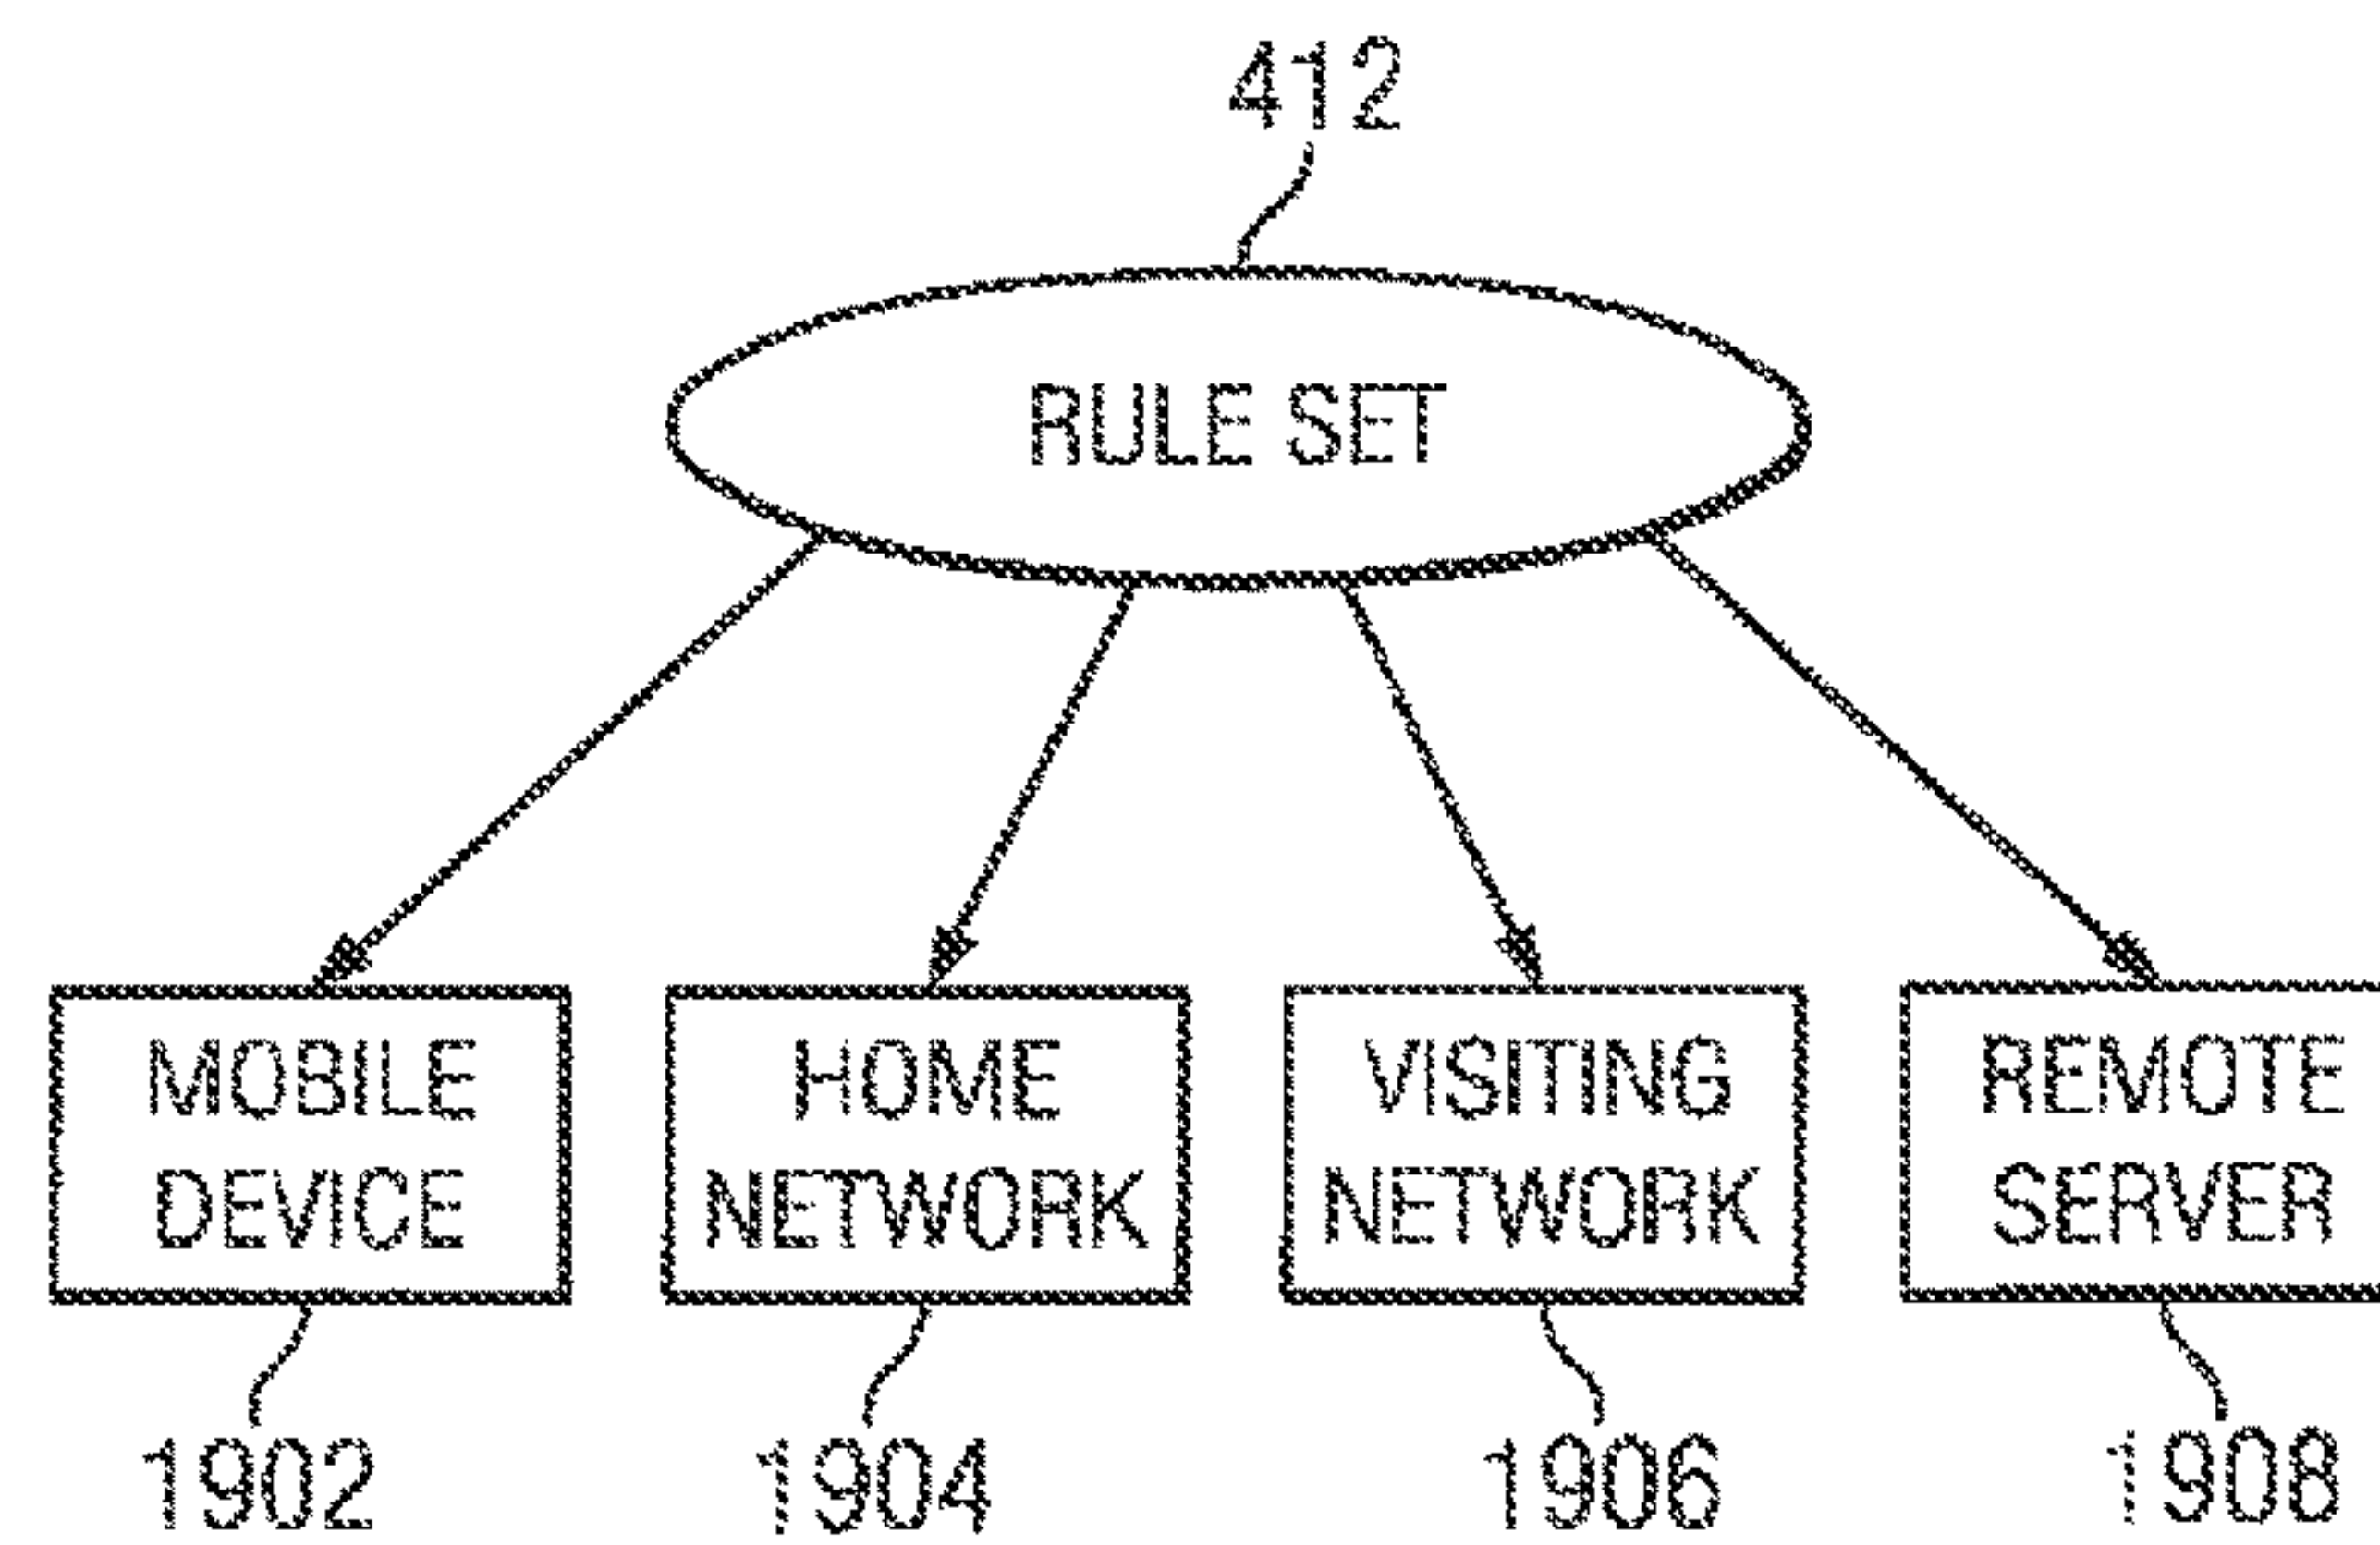 412
RULE SET
MOBILE
DEVICE
HOME
NETWORK
VISITING
NETWORK
REMOTE
SERVER
1902
1904
1906
1908